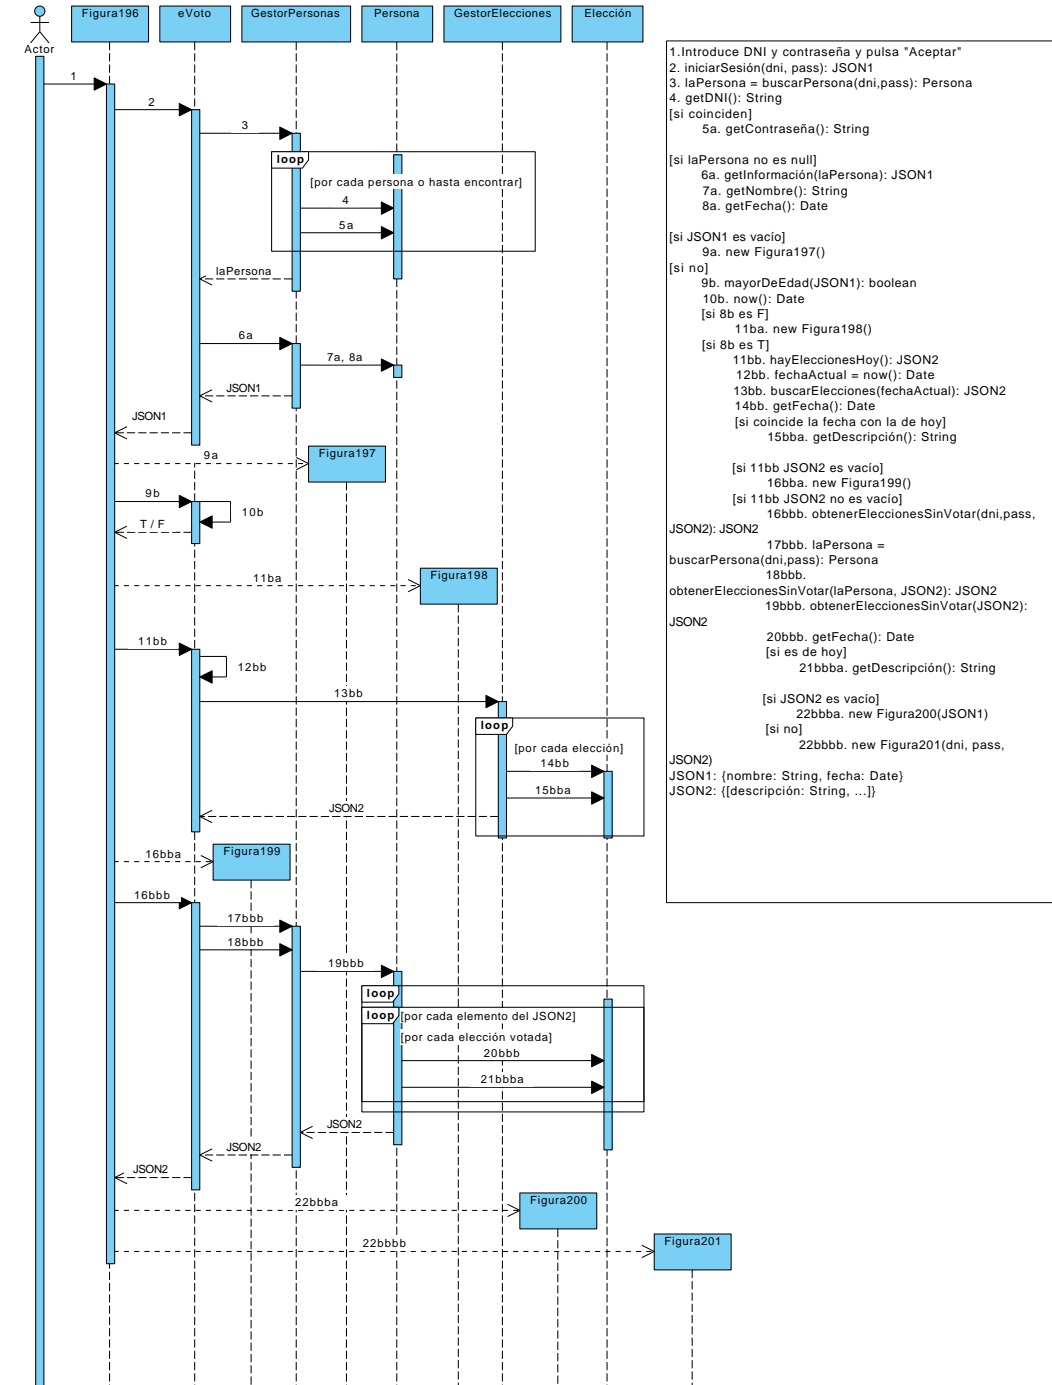 Figura196
eVoto
GestorPersonas
Persona
GestorElecciones
Elección
Actor
1
2
3
loop
[por cada persona o hasta encontrar]
4
5a
laPersona
6a
7a, 8a
JSON1
JSON1
9a
Figura197
9b
10b
T / F
11ba
Figura198
11bb
12bb
13bb
loop
[por cada elección]
14bb
15bba
JSON2
16bba
Figura199
16bbb
17bbb
18bbb
19bbb
loop
loop
[por cada elemento del JSON2]
[por cada elección votada]
20bbb
21bbba
JSON2
JSON2
JSON2
22bbba
Figura200
22bbbb
Figura201
1.Introduce DNI y contraseña y pulsa "Aceptar"
2. iniciarSesión(dni, pass): JSON1
3. laPersona = buscarPersona(dni,pass): Persona
4. getDNI(): String
[si coinciden]
5a. getContraseña(): String
[si laPersona no es null]
6a. getInformación(laPersona): JSON1
7a. getNombre(): String
8a. getFecha(): Date
[si JSON1 es vacío]
9a. new Figura197()
[si no]
9b. mayorDeEdad(JSON1): boolean
10b. now(): Date
[si 8b es F]
11ba. new Figura198()
[si 8b es T]
11bb. hayEleccionesHoy(): JSON2
12bb. fechaActual = now(): Date
13bb. buscarElecciones(fechaActual): JSON2
14bb. getFecha(): Date
[si coincide la fecha con la de hoy]
15bba. getDescripción(): String
[si 11bb JSON2 es vacío]
16bba. new Figura199()
[si 11bb JSON2 no es vacío]
16bbb. obtenerEleccionesSinVotar(dni,pass,
JSON2): JSON2
17bbb. laPersona =
buscarPersona(dni,pass): Persona
18bbb.
obtenerEleccionesSinVotar(laPersona, JSON2): JSON2
19bbb. obtenerEleccionesSinVotar(JSON2):
JSON2
20bbb. getFecha(): Date
[si es de hoy]
21bbba. getDescripción(): String
[si JSON2 es vacío]
22bbba. new Figura200(JSON1)
[si no]
22bbbb. new Figura201(dni, pass,
JSON2)
JSON1: {nombre: String, fecha: Date}
JSON2: {[descripción: String, ...]}